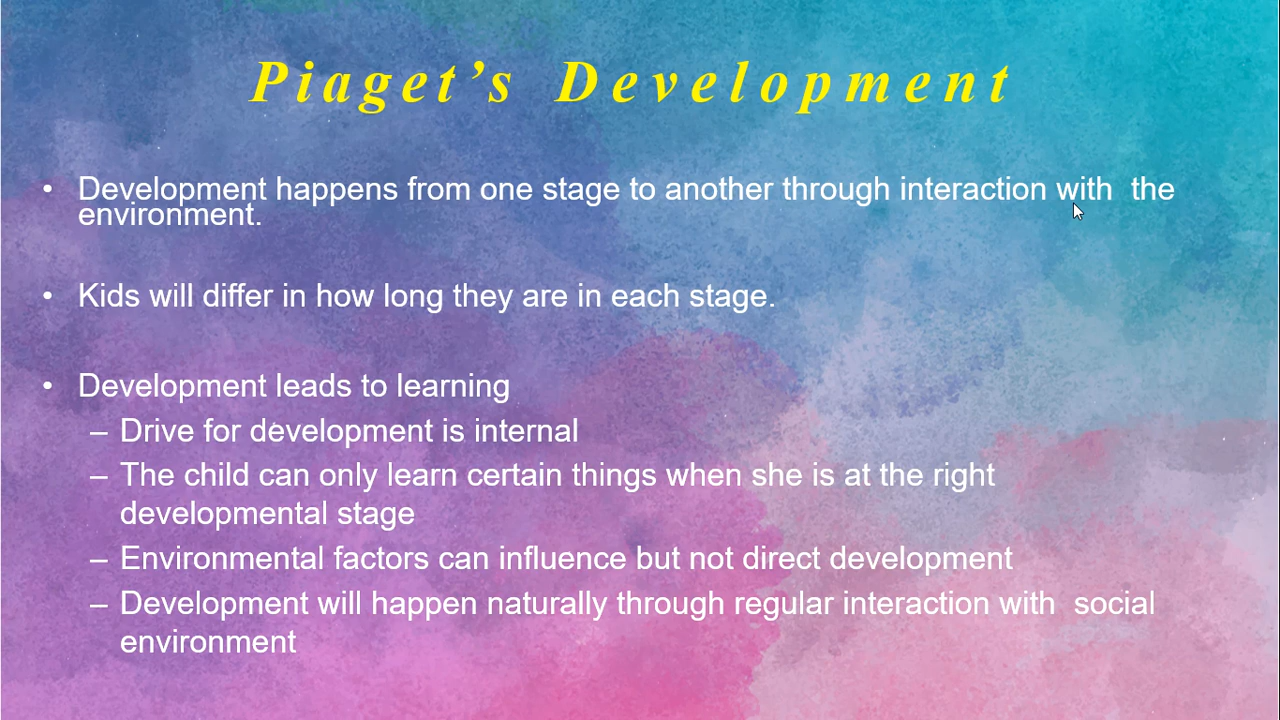 Piaget’s Development
• Development happens from one stage to another through interaction with  the
environment.
• Kids will differ in how long they are in each stage.
• Development leads to learning
– Drive for development is internal
– The child can only learn certain things when she is at the right
developmental stage
– Environmental factors can influence but not direct development
– Development will happen naturally through regular interaction with  social
environment